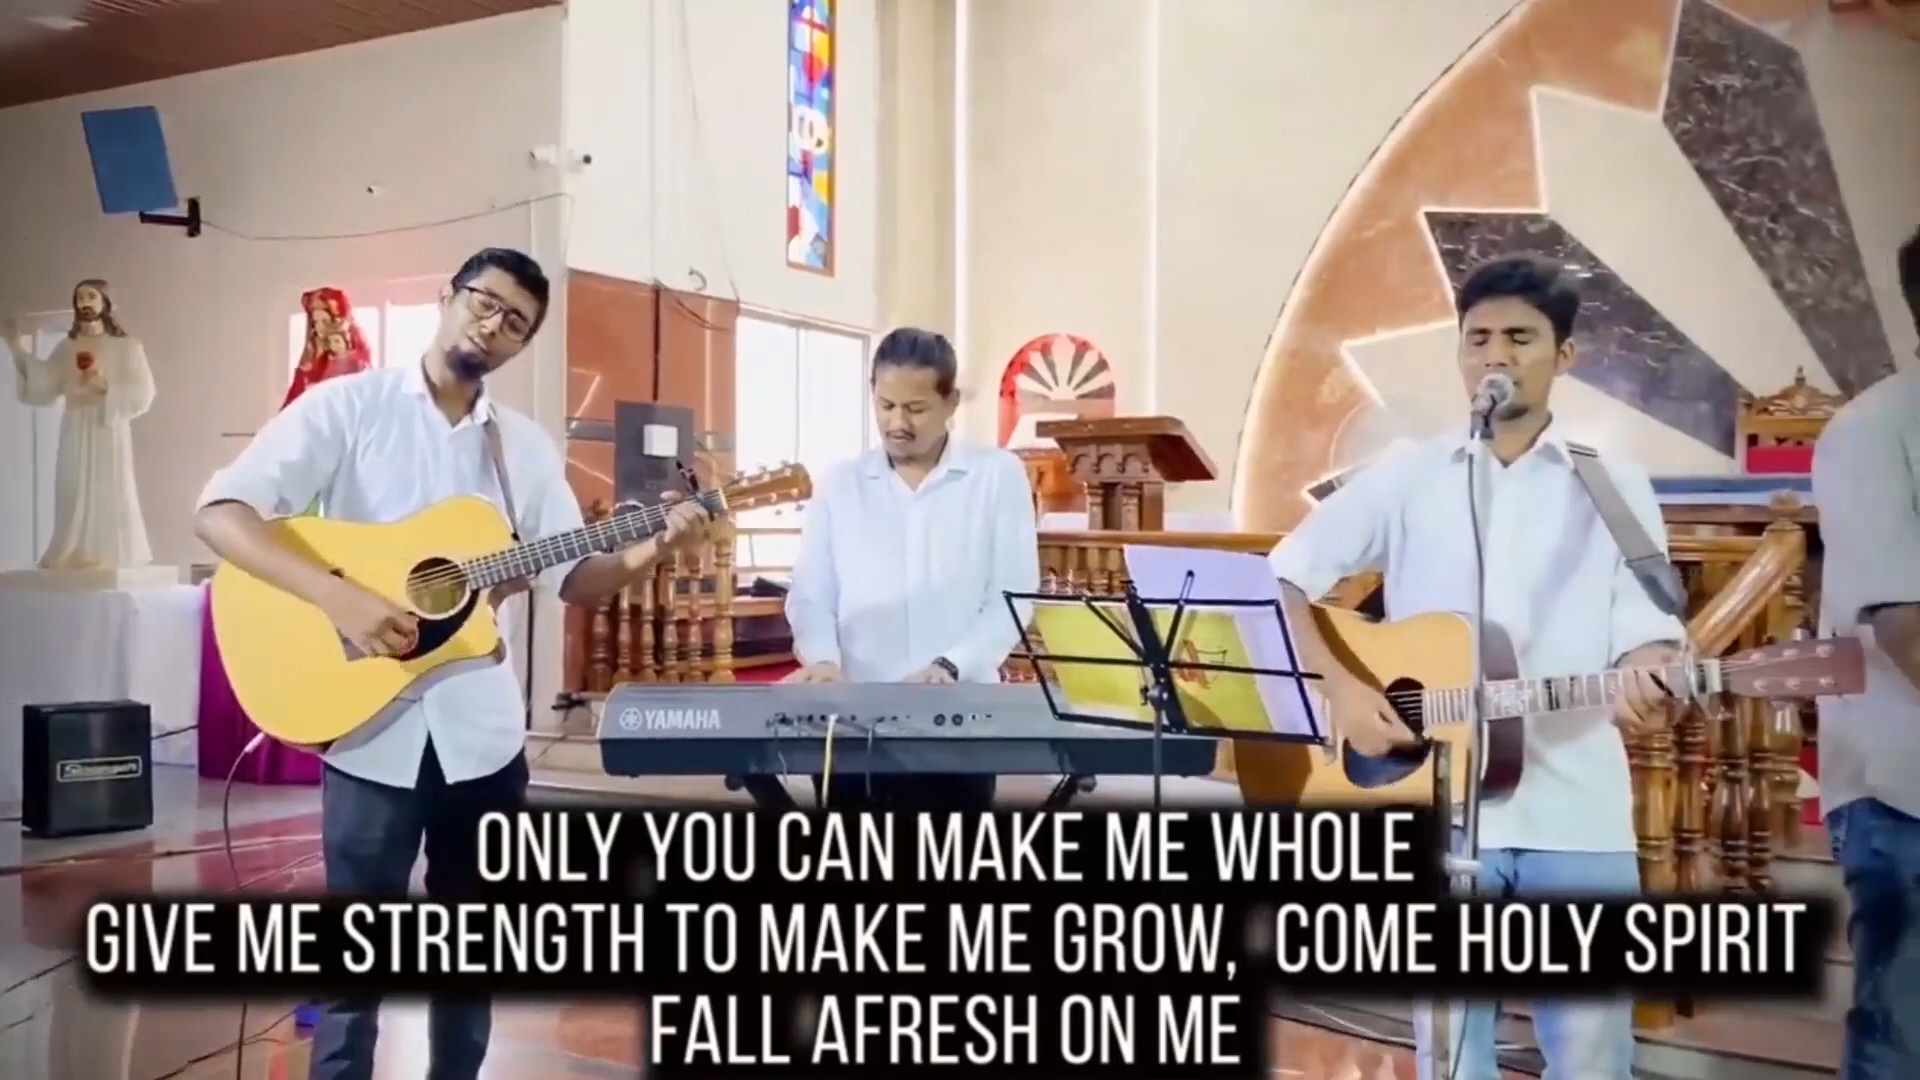 YAMAHA
ONLY YOU CAN MAKE ME WHOLE
GIVE ME STRENGTH TO MAKE ME GROW, COME HOLY SPIRIT
FALL AFRESH ON ME